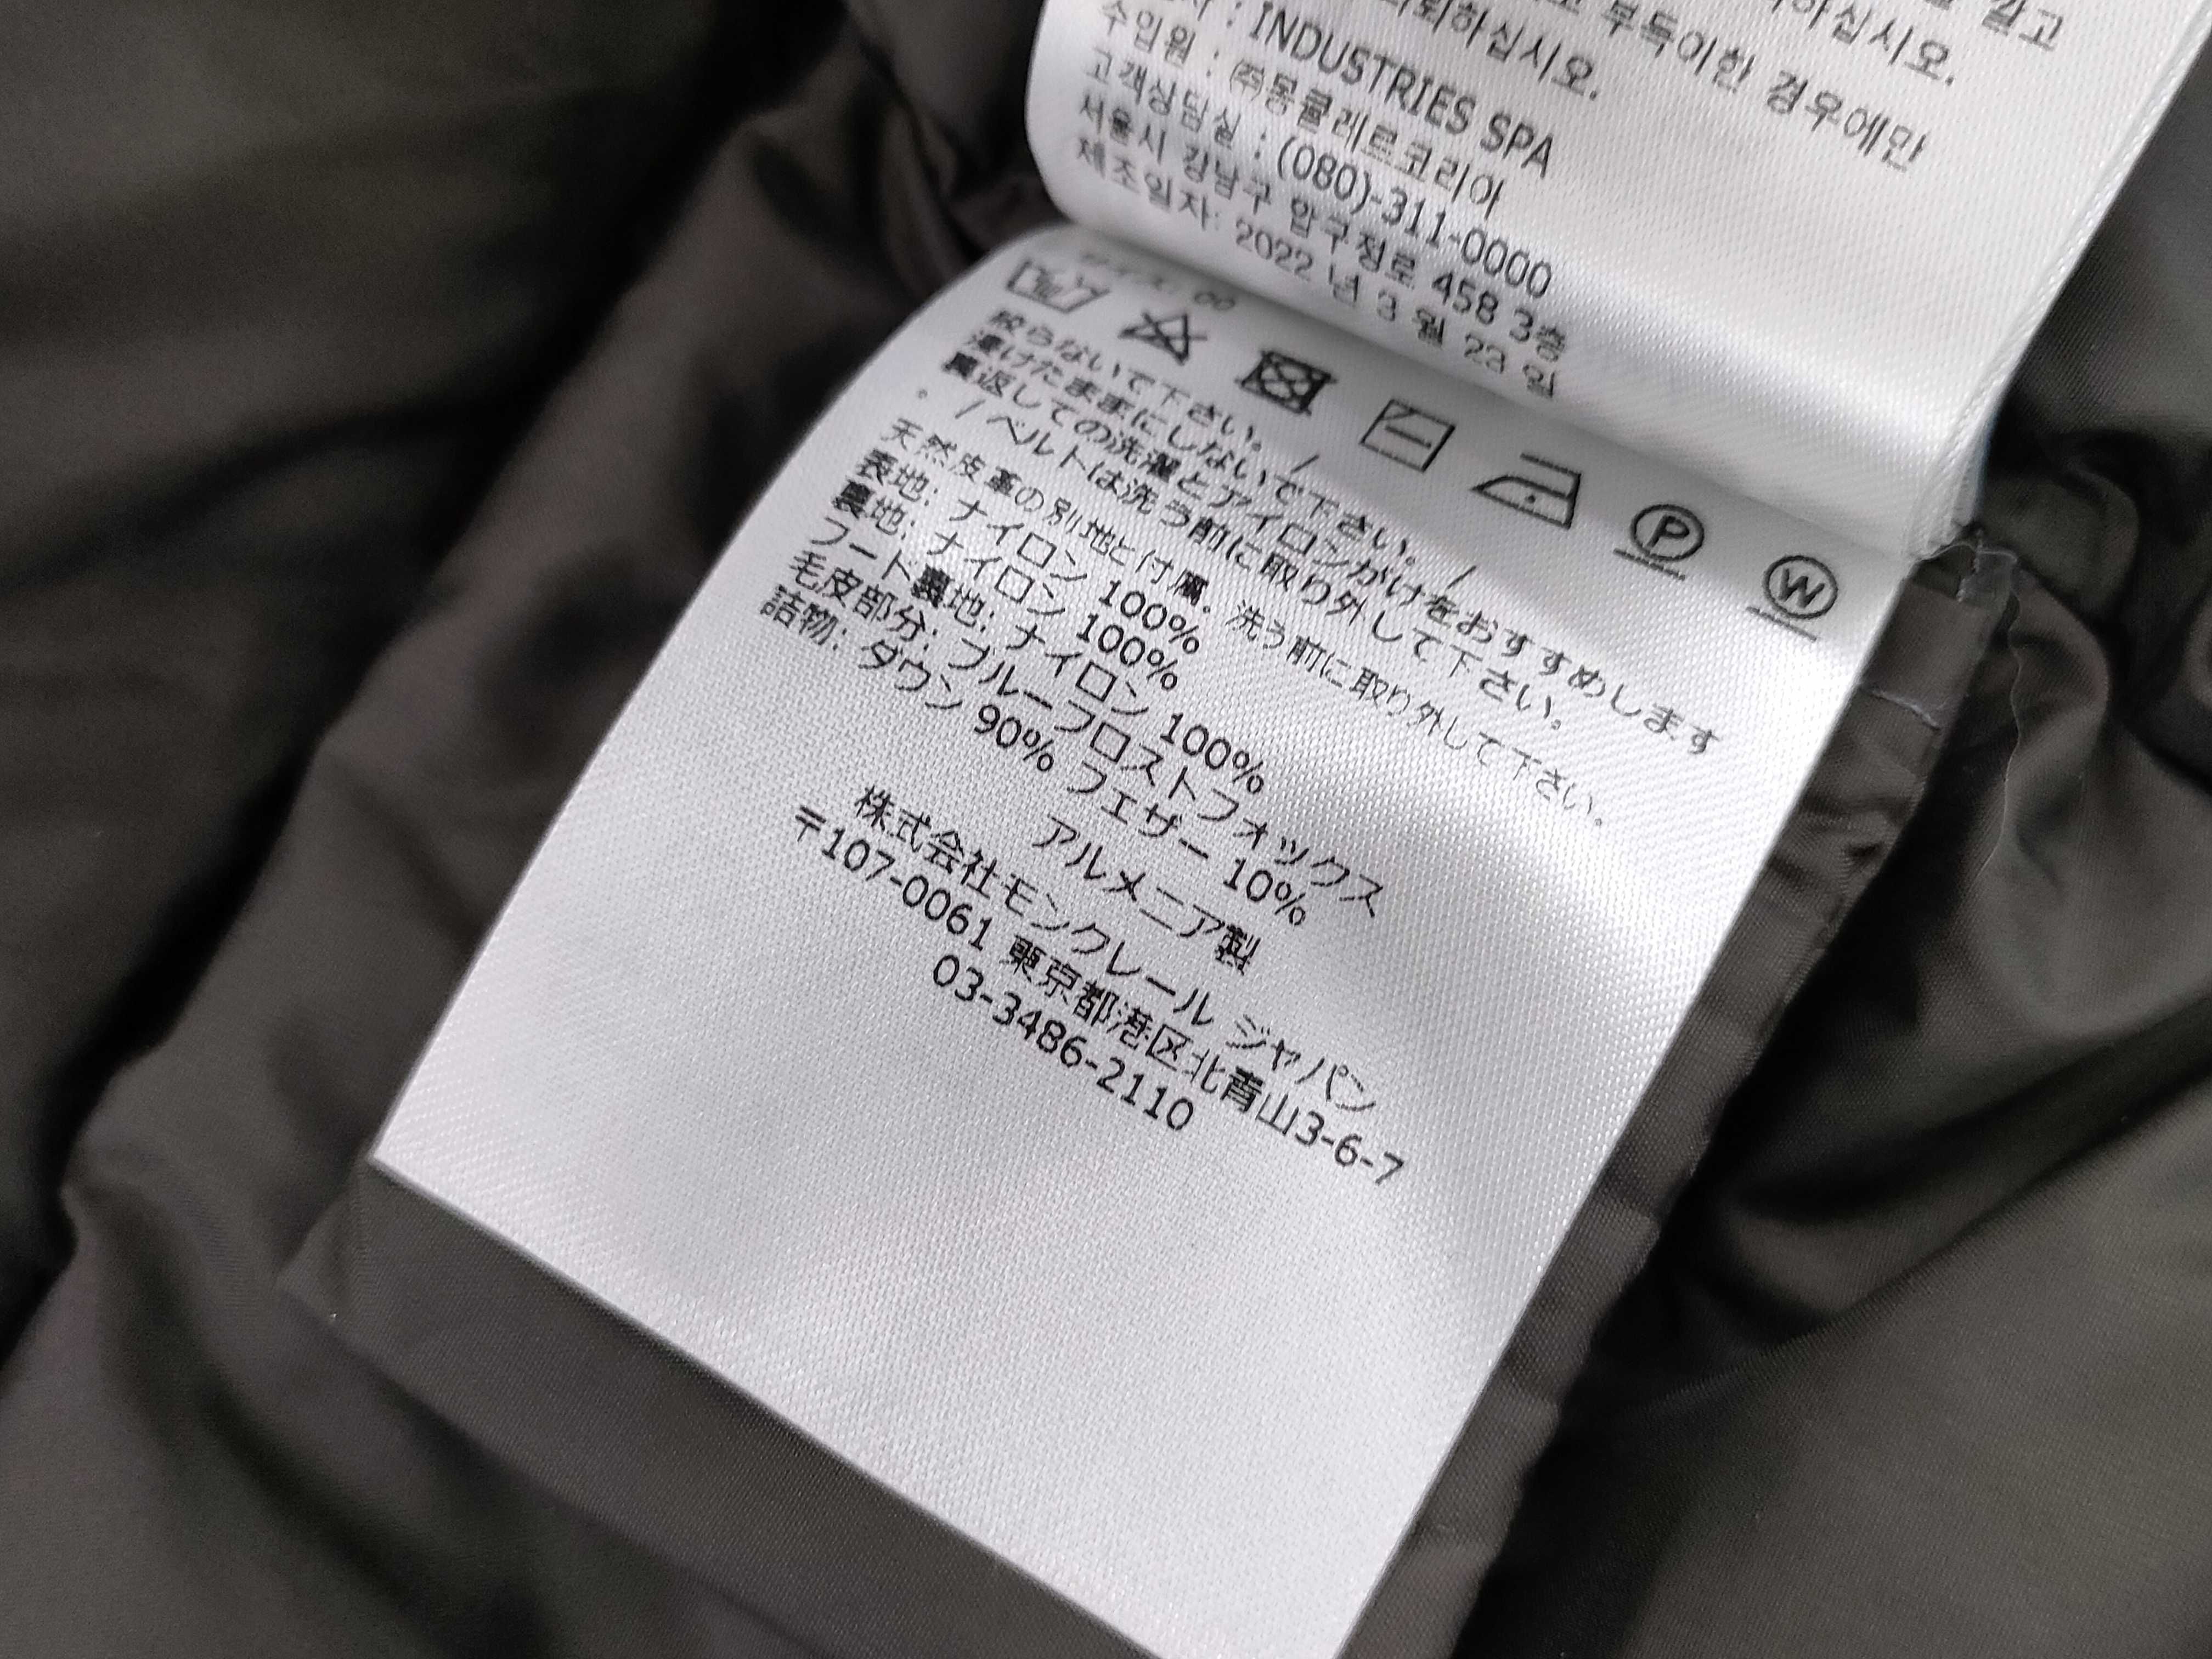 깔고
하십시오.
부득이한 경우에만
의뢰하십시오.
: INDUSTRIES SPA
수입원 : ㈜몽클레르코리아
고객상담실 : (080)-311-0000
서울시 강남구 압구정로 458 3층
제조일자: 2022 년 3 월 23 일
絞らないで下さい。 /
漬けたままにしないで下さい。 /
裏返しての洗濯とアイロンがけをおすすめします
。 / ベルトは洗う前に取り外して下さい。
天然皮革の別地と付属。洗う前に取り外して下さい。
表地: ナイロン 100%
裏地: ナイロン 100%
フード裏地: ナイロン 100%
毛皮部分: ブルーフロストフォックス
詰物: ダウン 90% フェザー 10%
アルメニア製
株式会社モンクレール ジャパン
〒107-0061 東京都港区北青山3-6-7
03-3486-2110
P
W